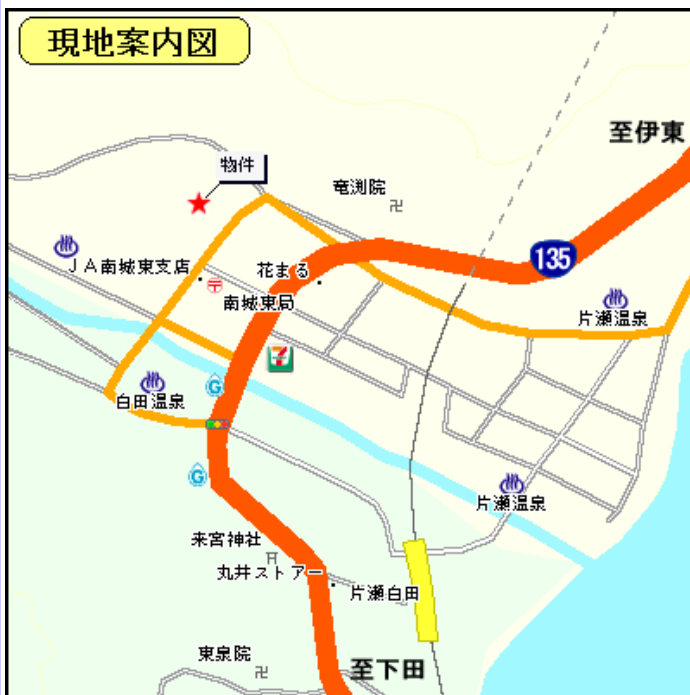 現地案内図
至伊東
物件
竜渕院
卍
135
JA南城東支店
花まる
〒
南城東局
片瀬温泉
7
G
白田温泉
G
片瀬温泉
来宮神社
丸井ストアー
片瀬白田
東泉院
卍
至下田